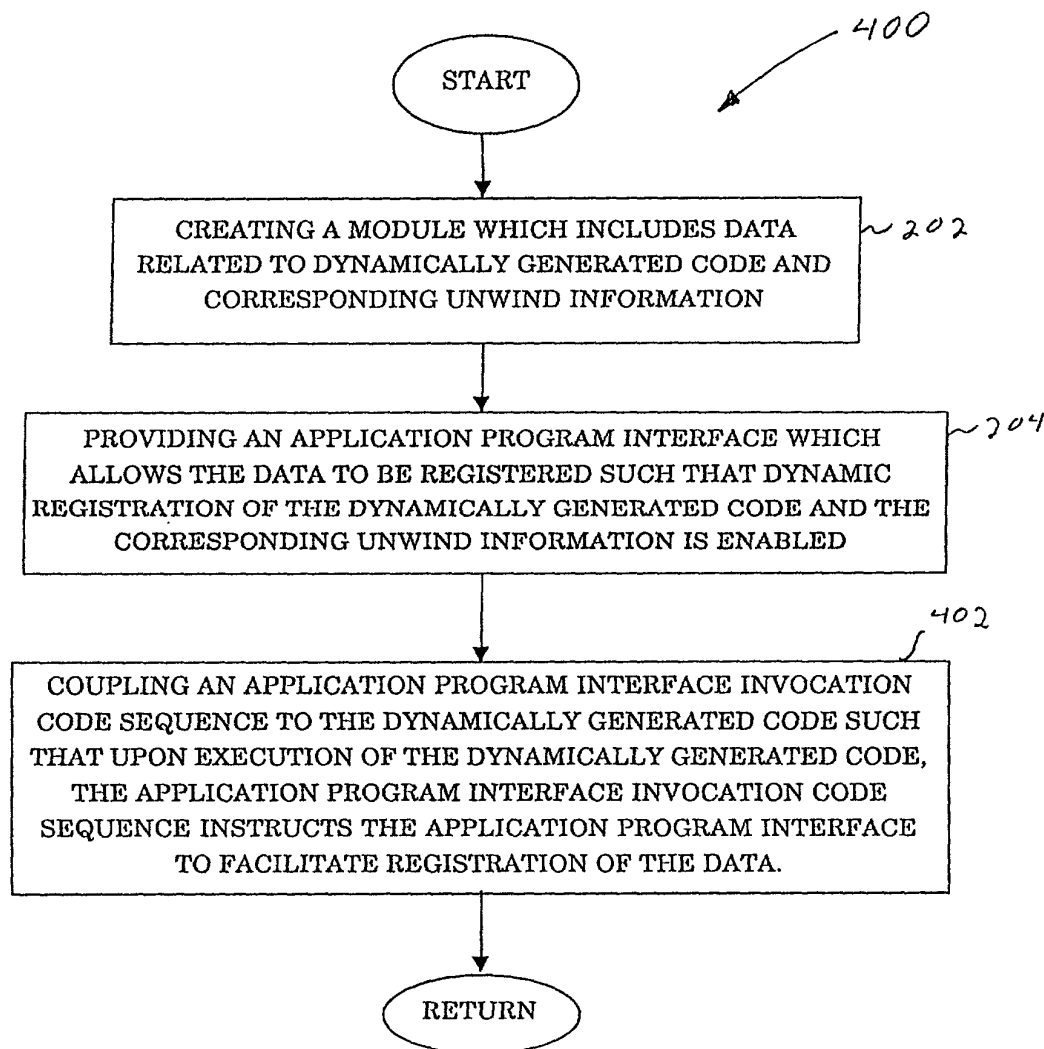 400
START
CREATING A MODULE WHICH INCLUDES DATA
RELATED TO DYNAMICALLY GENERATED CODE AND
CORRESPONDING UNWIND INFORMATION
202
PROVIDING AN APPLICATION PROGRAM INTERFACE WHICH
ALLOWS THE DATA TO BE REGISTERED SUCH THAT DYNAMIC
REGISTRATION OF THE DYNAMICALLY GENERATED CODE AND THE
CORRESPONDING UNWIND INFORMATION IS ENABLED
204
402
COUPLING AN APPLICATION PROGRAM INTERFACE INVOCATION
CODE SEQUENCE TO THE DYNAMICALLY GENERATED CODE SUCH
THAT UPON EXECUTION OF THE DYNAMICALLY GENERATED CODE,
THE APPLICATION PROGRAM INTERFACE INVOCATION CODE
SEQUENCE INSTRUCTS THE APPLICATION PROGRAM INTERFACE
TO FACILITATE REGISTRATION OF THE DATA.
RETURN